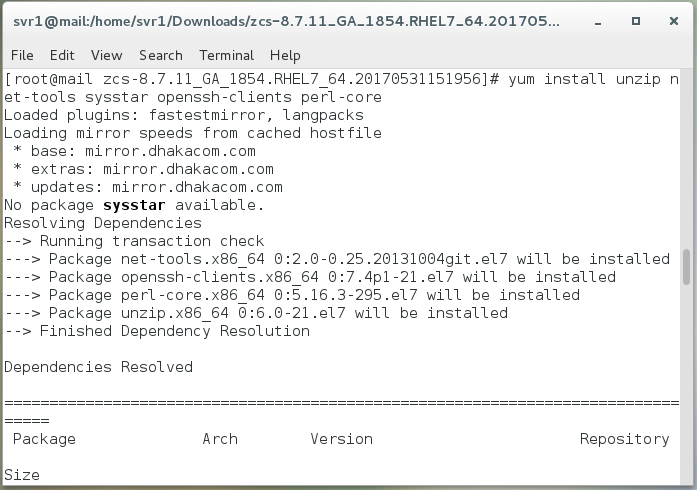 svr1@mail:/home/svr1/Downloads/zcs-8.7.11_GA_1854.RHEL7_64.201705...
File Edit View Search Terminal Help
[root@mail zcs-8.7.11_GA_1854.RHEL7_64.20170531151956]# yum install unzip n
et-tools sysstar openssh-clients perl-core
Loaded plugins: fastestmirror, langpacks
Loading mirror speeds from cached hostfile
 * base: mirror.dhakacom.com
 * extras: mirror.dhakacom.com
 * updates: mirror.dhakacom.com
No package sysstar available.
Resolving Dependencies
--> Running transaction check
---> Package net-tools.x86_64 0:2.0-0.25.20131004git.el7 will be installed
---> Package openssh-clients.x86_64 0:7.4p1-21.el7 will be installed
---> Package perl-core.x86_64 0:5.16.3-295.el7 will be installed
---> Package unzip.x86_64 0:6.0-21.el7 will be installed
--> Finished Dependency Resolution
Dependencies Resolved
===========================================================================
=====
 Package Arch Version Repository
Size